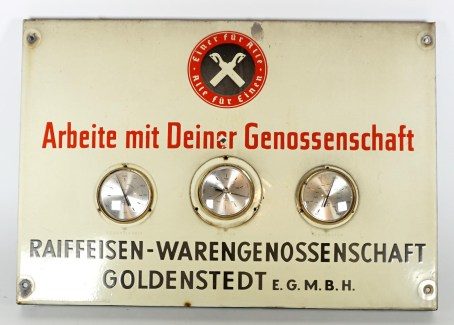 Einer für Alle
Alle für Einen
Arbeite mit Deiner Genossenschaft
RAIFFEISEN-WARENGENOSSENSCHAFT
GOLDENSTEDT E.G.M.B.H.